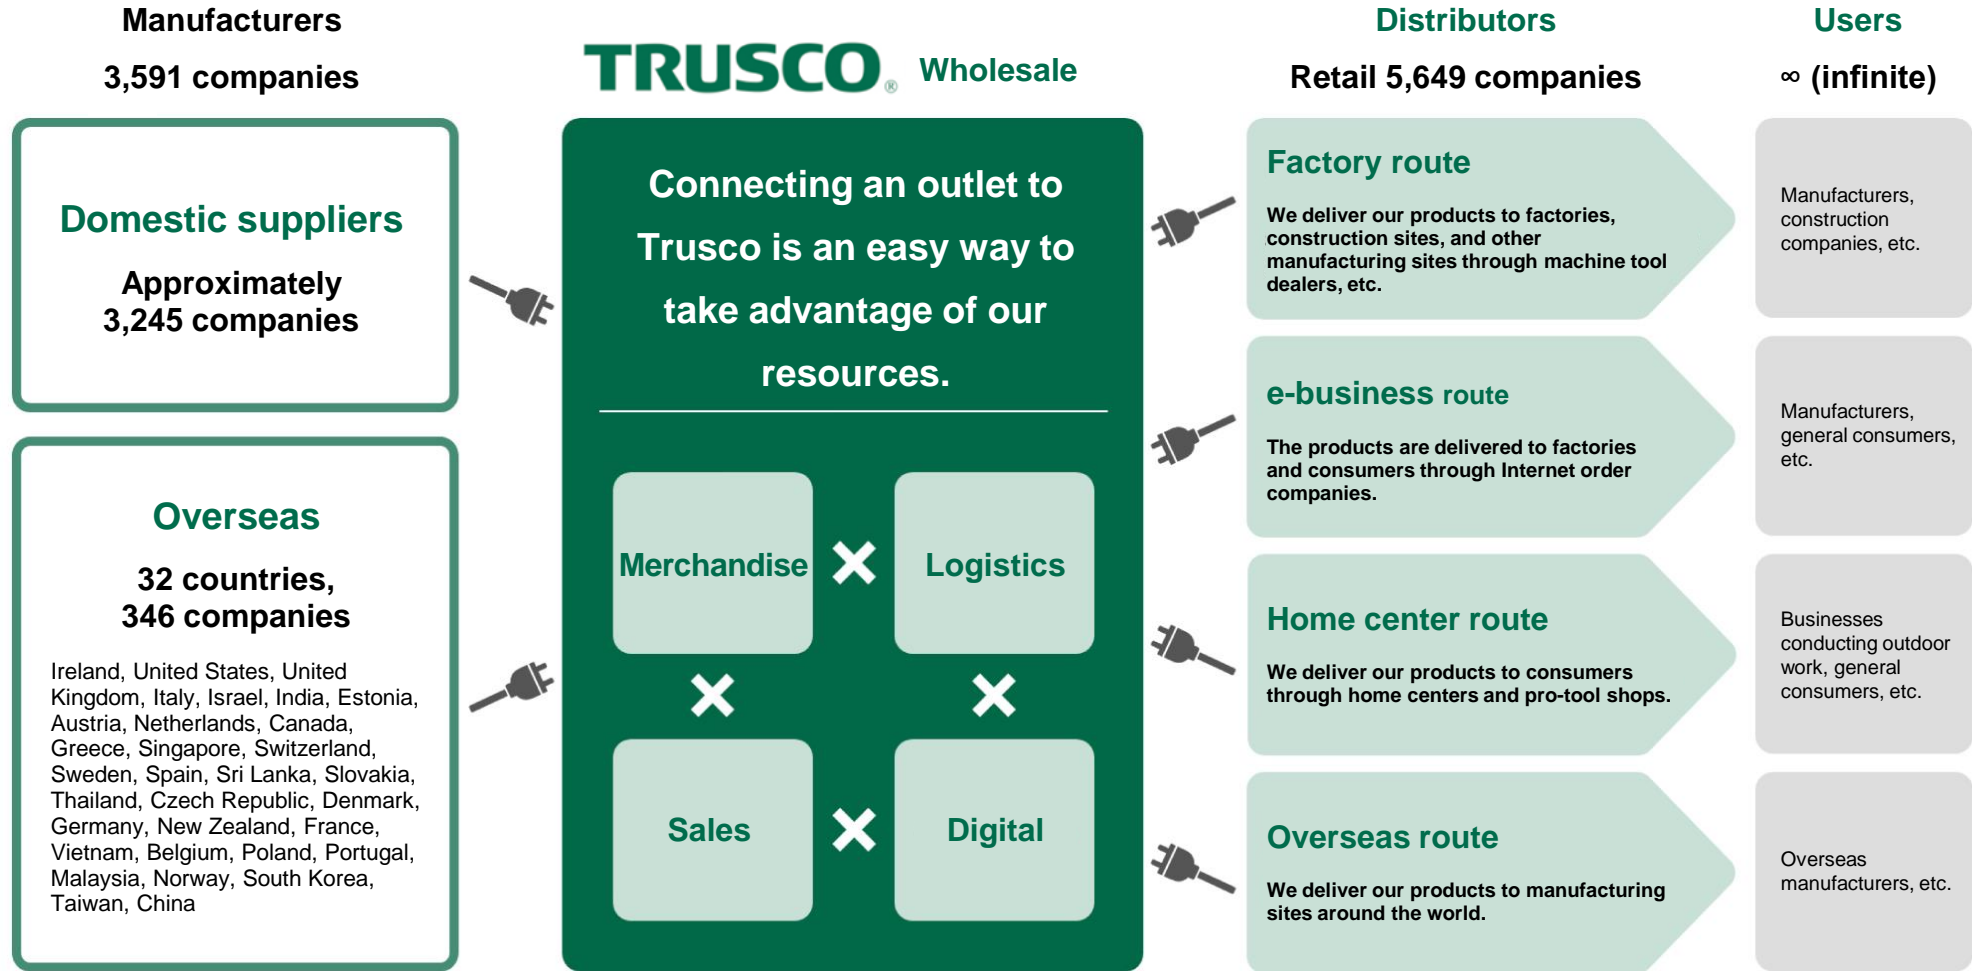 Manufacturers
3,591 companies
Domestic suppliers
Approximately
3,245 companies
Overseas
32 countries,
346 companies
Ireland, United States, United
Kingdom, Italy, Israel, India, Estonia,
Austria, Netherlands, Canada,
Greece, Singapore, Switzerland,
Sweden, Spain, Sri Lanka, Slovakia,
Thailand, Czech Republic, Denmark,
Germany, New Zealand, France,
Vietnam, Belgium, Poland, Portugal,
Malaysia, Norway, South Korea,
Taiwan, China
TRUSCO® Wholesale
Connecting an outlet to
Trusco is an easy way to
take advantage of our
resources.
Merchandise × Logistics
× ×
Sales × Digital
Distributors
Retail 5,649 companies
Factory route
We deliver our products to factories,
construction sites, and other
manufacturing sites through machine tool
dealers, etc.
e-business route
The products are delivered to factories
and consumers through Internet order
companies.
Home center route
We deliver our products to consumers
through home centers and pro-tool shops.
Overseas route
We deliver our products to manufacturing
sites around the world.
Users
∞ (infinite)
Manufacturers,
construction
companies, etc.
Manufacturers,
general consumers,
etc.
Businesses
conducting outdoor
work, general
consumers, etc.
Overseas
manufacturers, etc.